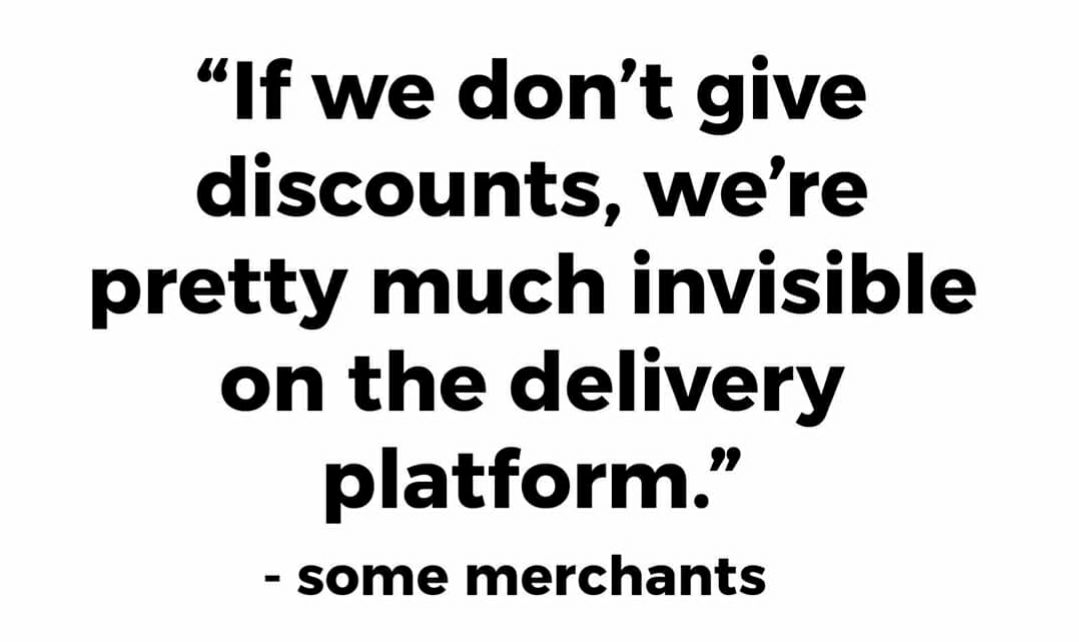 “If we don’t give
discounts, we’re
pretty much invisible
on the delivery
platform.”
- some merchants